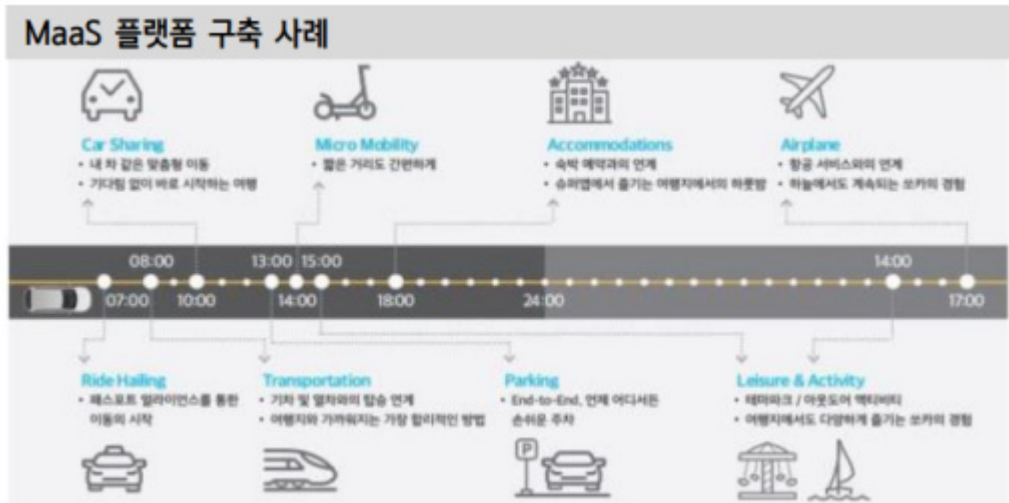 MaaS 플랫폼 구축 사례
Car Sharing
• 내 차 같은 맞춤형 이동
• 기다림 없이 바로 시작하는 여행
Micro Mobility
• 짧은 거리도 간편하게
Accommodations
• 숙박 예약과의 연계
• 슈퍼앱에서 즐기는 여행지에서의 하룻밤
Airplane
• 항공 서비스와의 연계
• 하늘에서도 계속되는 쏘카의 경험
08:00 13:00 15:00 14:00
07:00 10:00 14:00 18:00 24:00 17:00
Ride Hailing
• 패스포트 얼라이언스를 통한
이동의 시작
Transportation
• 기차 및 열차와의 탑승 연계
• 여행지와 가까워지는 가장 합리적인 방법
Parking
• End-to-End, 언제 어디서든
손쉬운 주차
Leisure & Activity
• 테마파크 / 아웃도어 액티비티
• 여행지에서도 다양하게 즐기는 쏘카의 경험
P